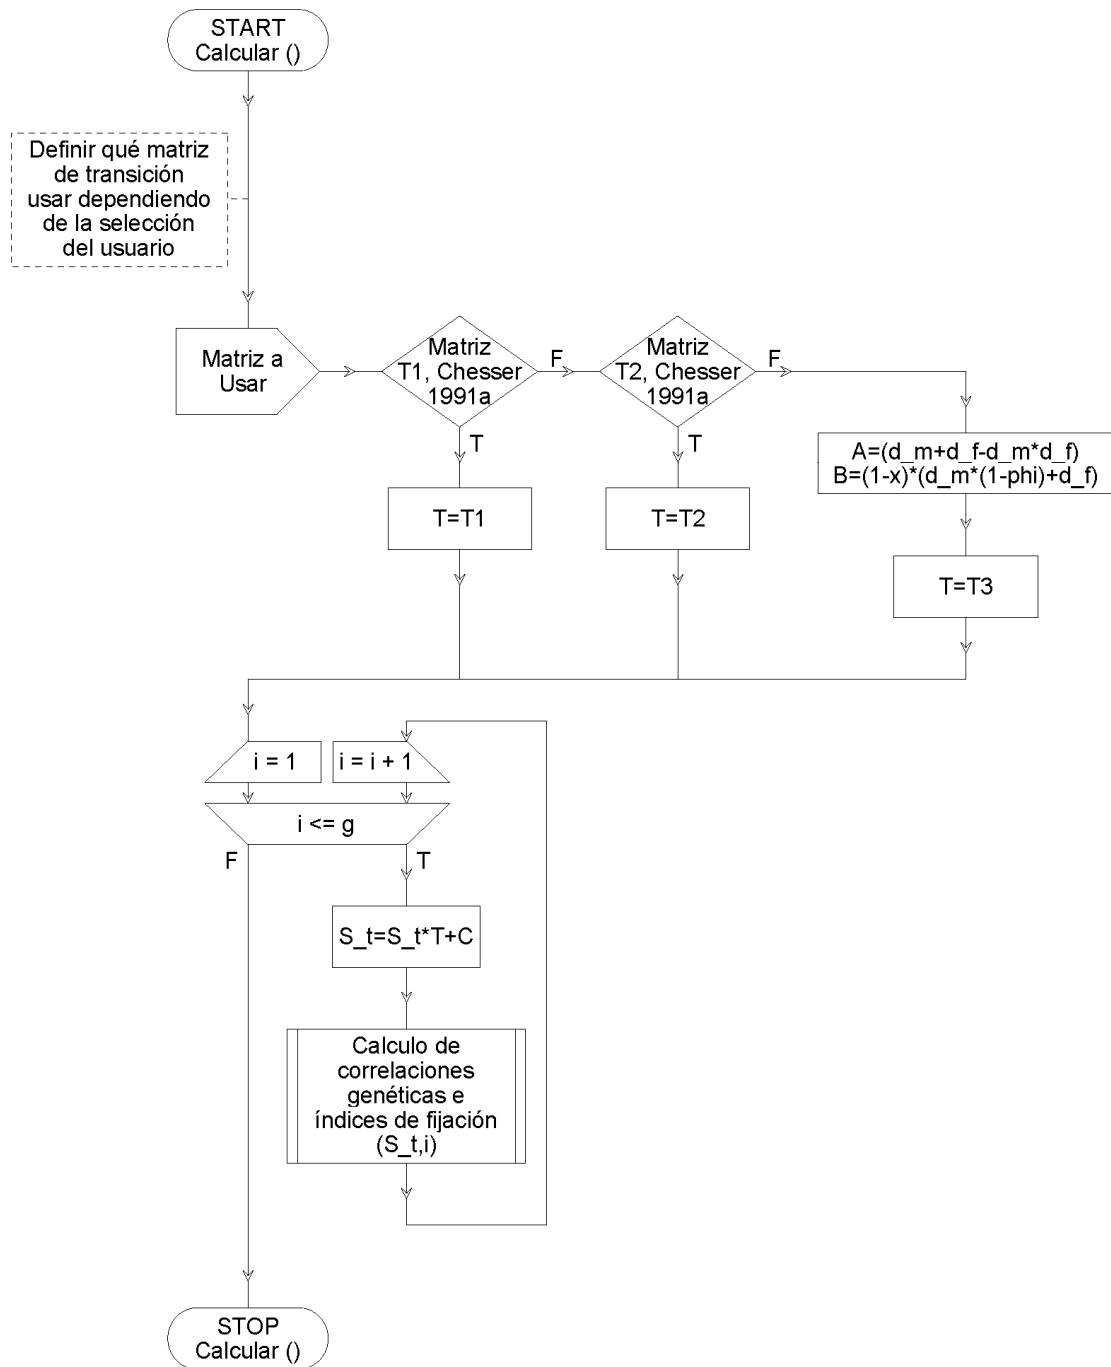 START
Calcular ()
Definir qué matriz
de transición
usar dependiendo
de la selección
del usuario
Matriz a
Usar
Matriz
T1, Chesser
1991a
F
T
Matriz
T2, Chesser
1991a
F
T
A=(d_m+d_f-d_m*d_f)
B=(1-x)*(d_m*(1-phi)+d_f)
T=T1
T=T2
T=T3
i = 1
i = i + 1
i <= g
F
T
S_t=S_t*T+C
Calculo de
correlaciones
genéticas e
índices de fijación
(S_t,i)
STOP
Calcular ()